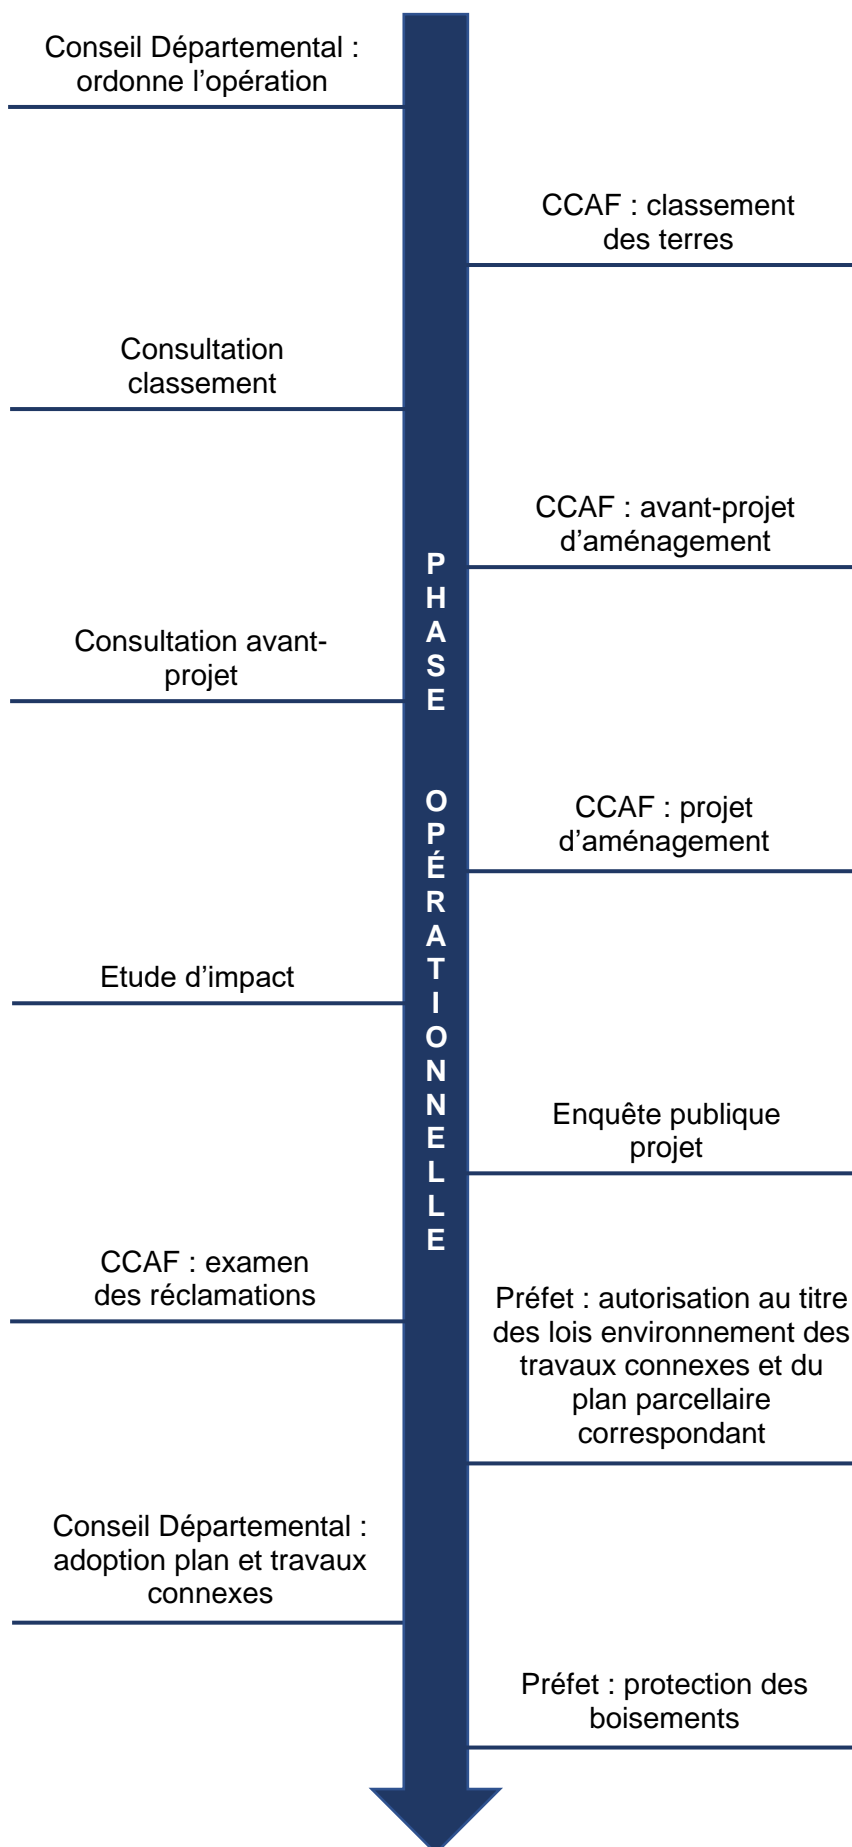 Conseil Départemental :
ordonne l’opération
CCAF : classement
des terres
Consultation
classement
CCAF : avant-projet
d’aménagement
Consultation avant-
projet
CCAF : projet
d’aménagement
Etude d’impact
Enquête publique
projet
CCAF : examen
des réclamations
Préfet : autorisation au titre
des lois environnement des
travaux connexes et du
plan parcellaire
correspondant
Conseil Départemental :
adoption plan et travaux
connexes
Préfet : protection des
boisements
PHASE OPÉRATIONNELLE